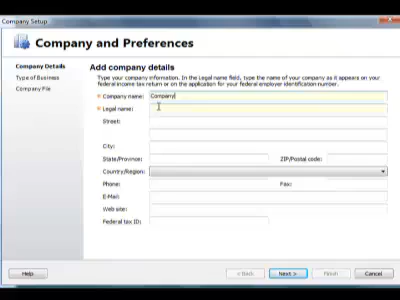 Company Setup
Company and Preferences
Company Details
Type of Business
Company File
Add company details
Type your company information. In the Legal name field, type the name of your company as it appears on your
federal income tax return or on the application for your federal employer identification number.
Company name: Company
Legal name:
Street:
City:
State/Province: ZIP/Postal code:
Country/Region:
Phone: Fax:
E-Mail:
Web site:
Federal tax ID:
Help < Back Next > Finish Cancel